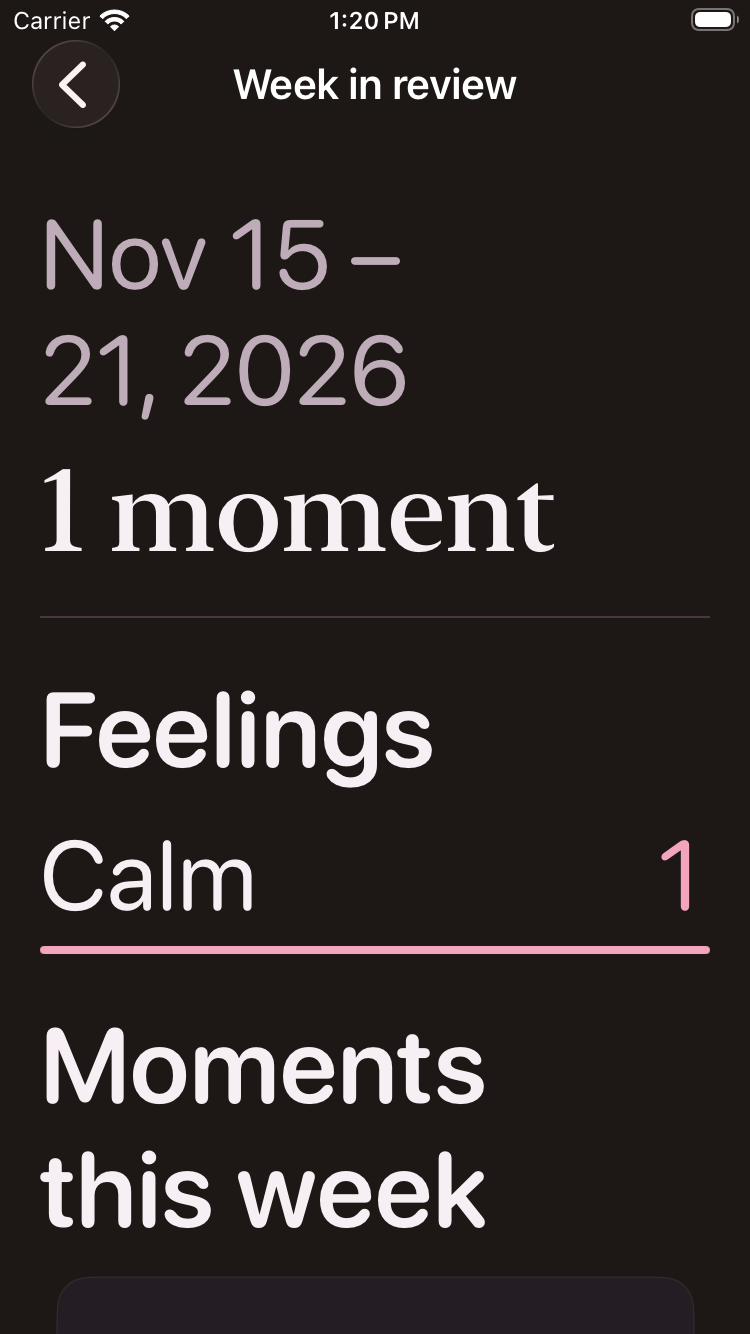 Carrier 1:20 PM
Week in review
Nov 15 –
21, 2026
1 moment
Feelings
Calm 1
Moments
this week